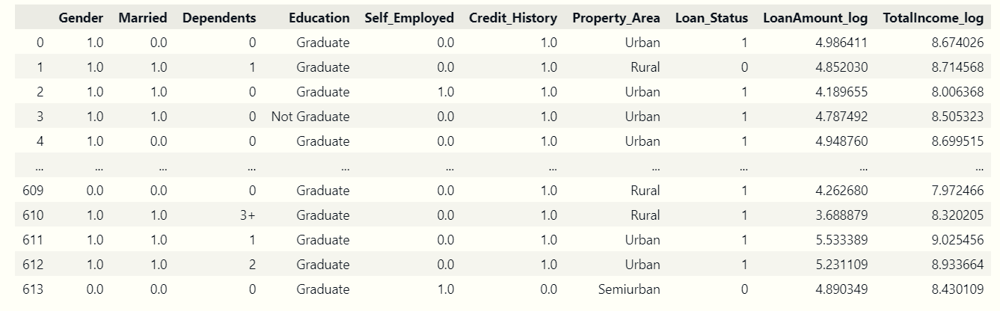 Gender Married Dependents Education Self_Employed Credit_History Property_Area Loan_Status LoanAmount_log TotalIncome_log
0 1.0 0.0 0 Graduate 0.0 1.0 Urban 1 4.986411 8.674026
1 1.0 1.0 1 Graduate 0.0 1.0 Rural 0 4.852030 8.714568
2 1.0 1.0 0 Graduate 1.0 1.0 Urban 1 4.189655 8.006368
3 1.0 1.0 0 Not Graduate 0.0 1.0 Urban 1 4.787492 8.505323
4 1.0 0.0 0 Graduate 0.0 1.0 Urban 1 4.948760 8.699515
... ... ... ... ... ... ... ... ... ... ...
609 0.0 0.0 0 Graduate 0.0 1.0 Rural 1 4.262680 7.972466
610 1.0 1.0 3+ Graduate 0.0 1.0 Rural 1 3.688879 8.320205
611 1.0 1.0 1 Graduate 0.0 1.0 Urban 1 5.533389 9.025456
612 1.0 1.0 2 Graduate 0.0 1.0 Urban 1 5.231109 8.933664
613 0.0 0.0 0 Graduate 1.0 0.0 Semiurban 0 4.890349 8.430109